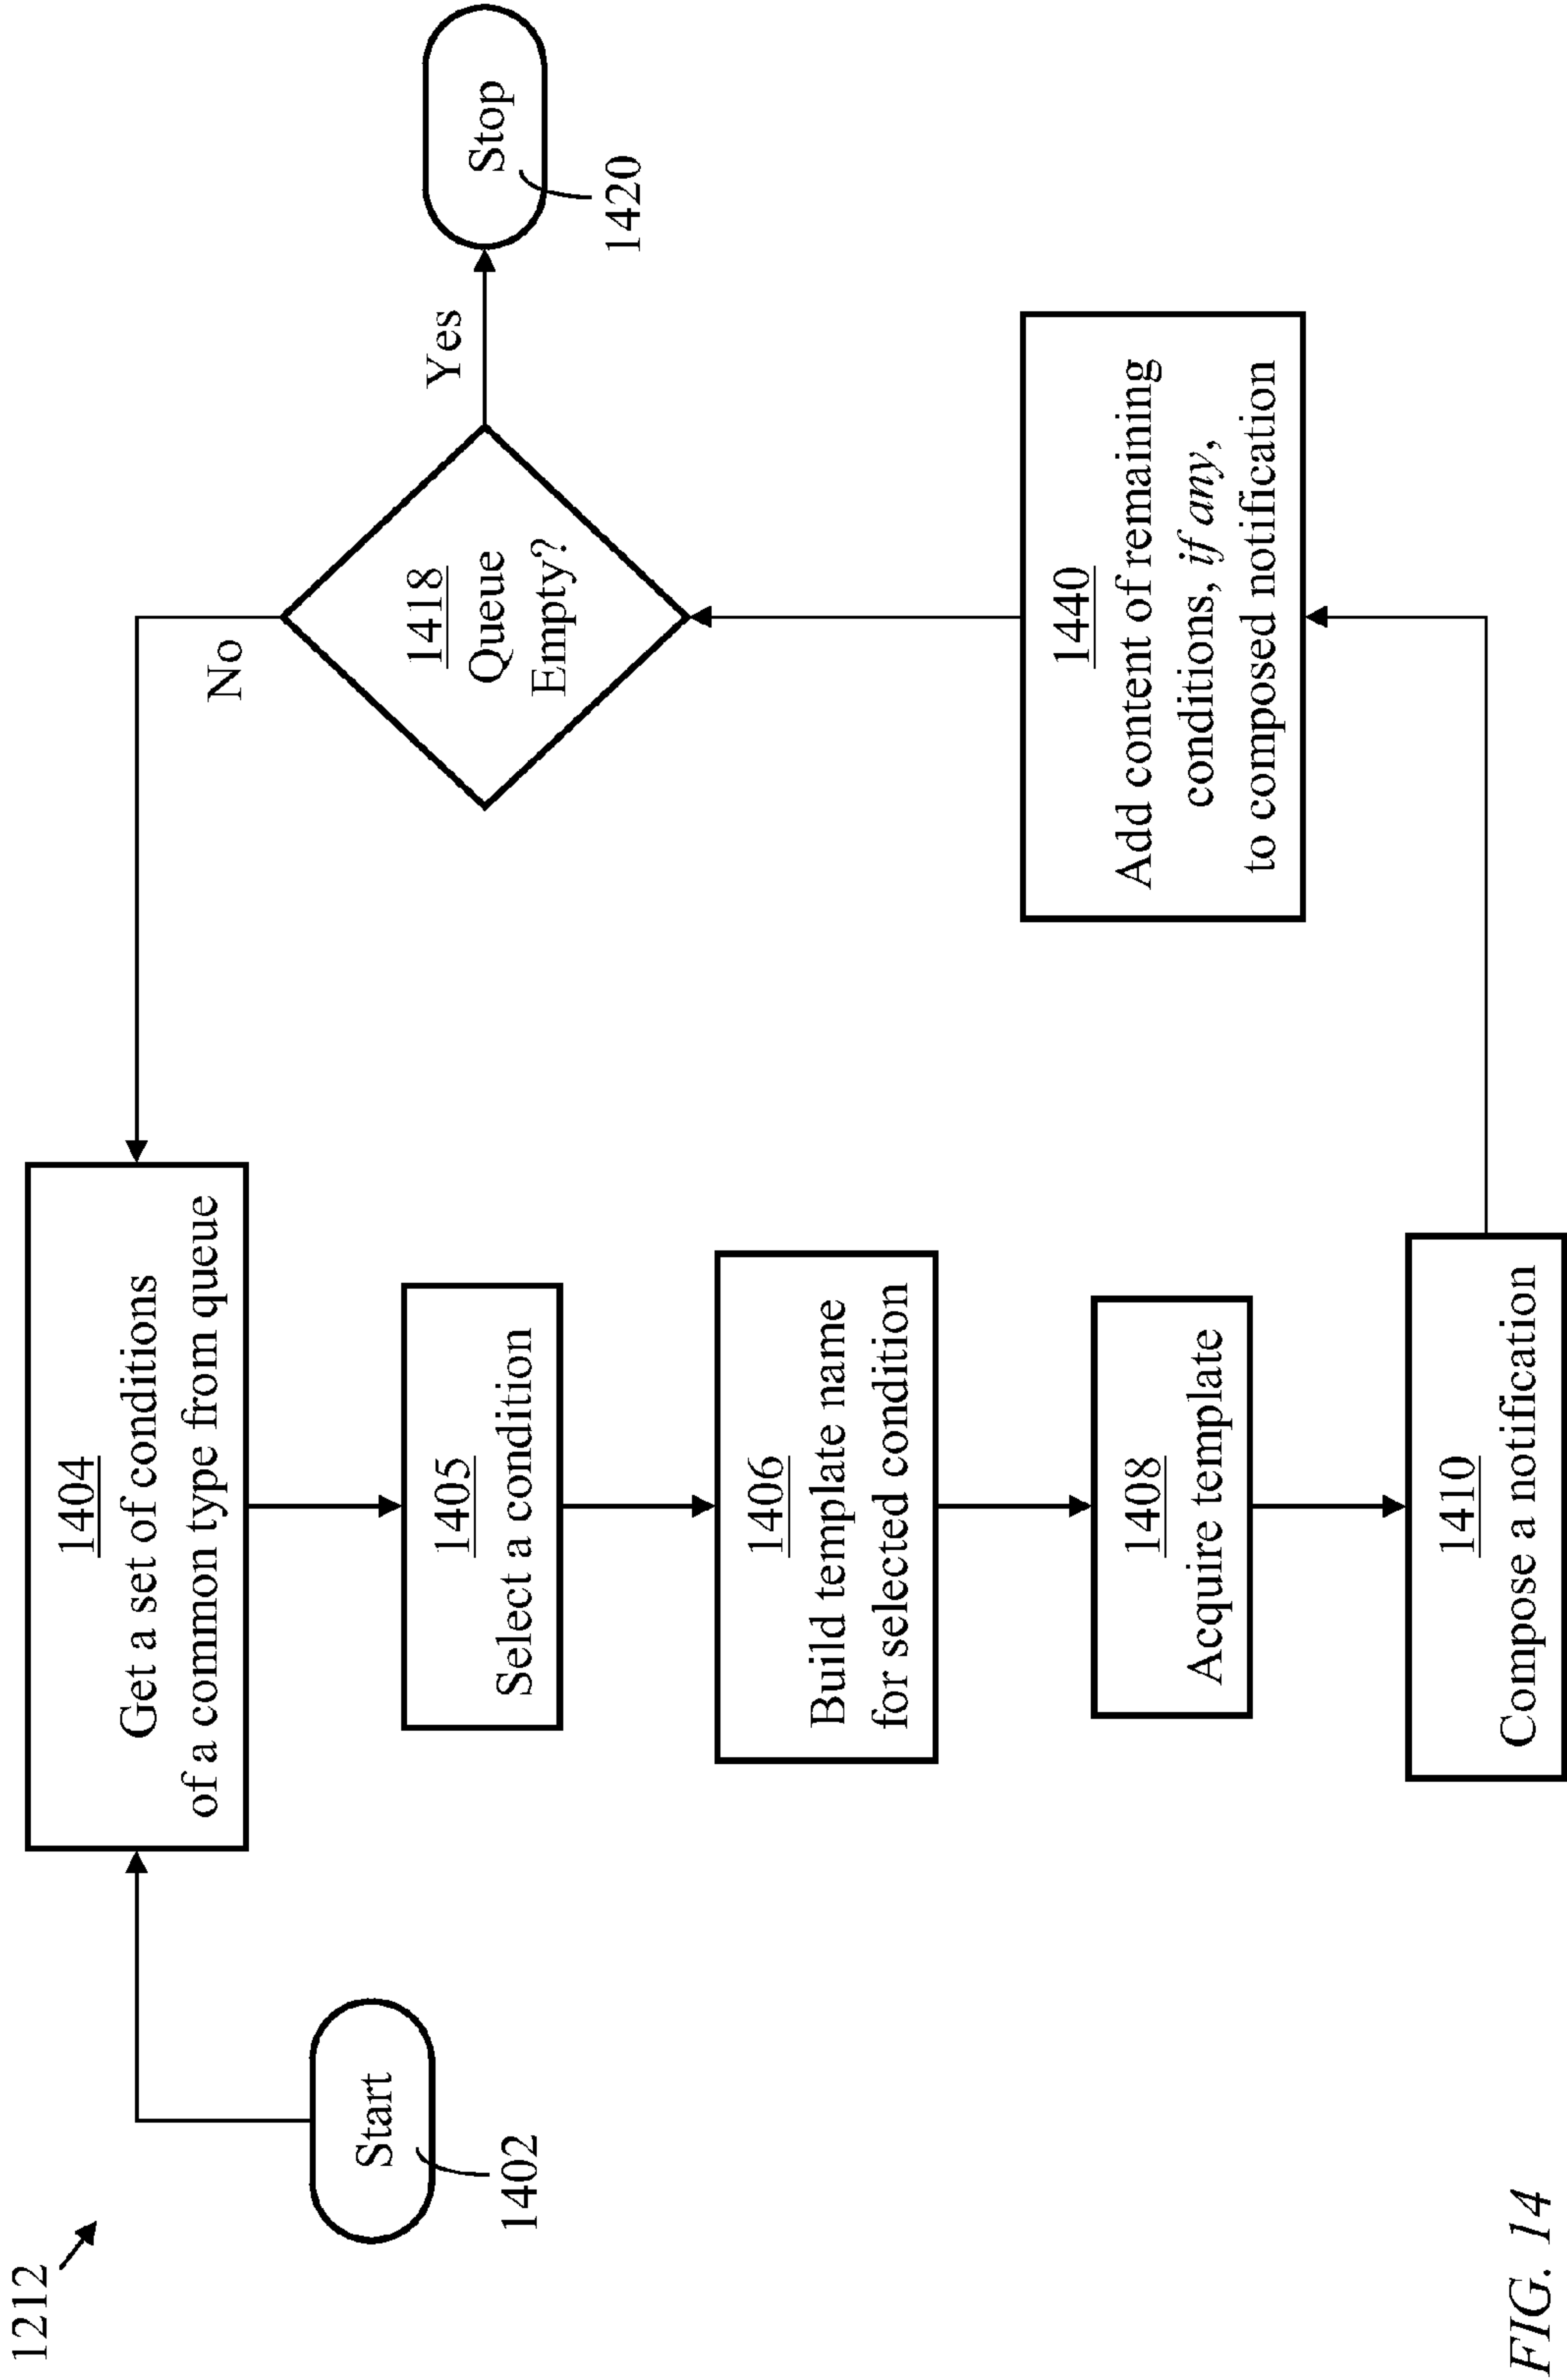 1212
Start
1402
1404
Get a set of conditions
of a common type from queue
1405
Select a condition
1406
Build template name
for selected condition
1408
Acquire template
1410
Compose a notification
1440
Add content of remaining
conditions, if any,
to composed notification
1418
Queue
Empty?
No
Yes
Stop
1420
FIG. 14